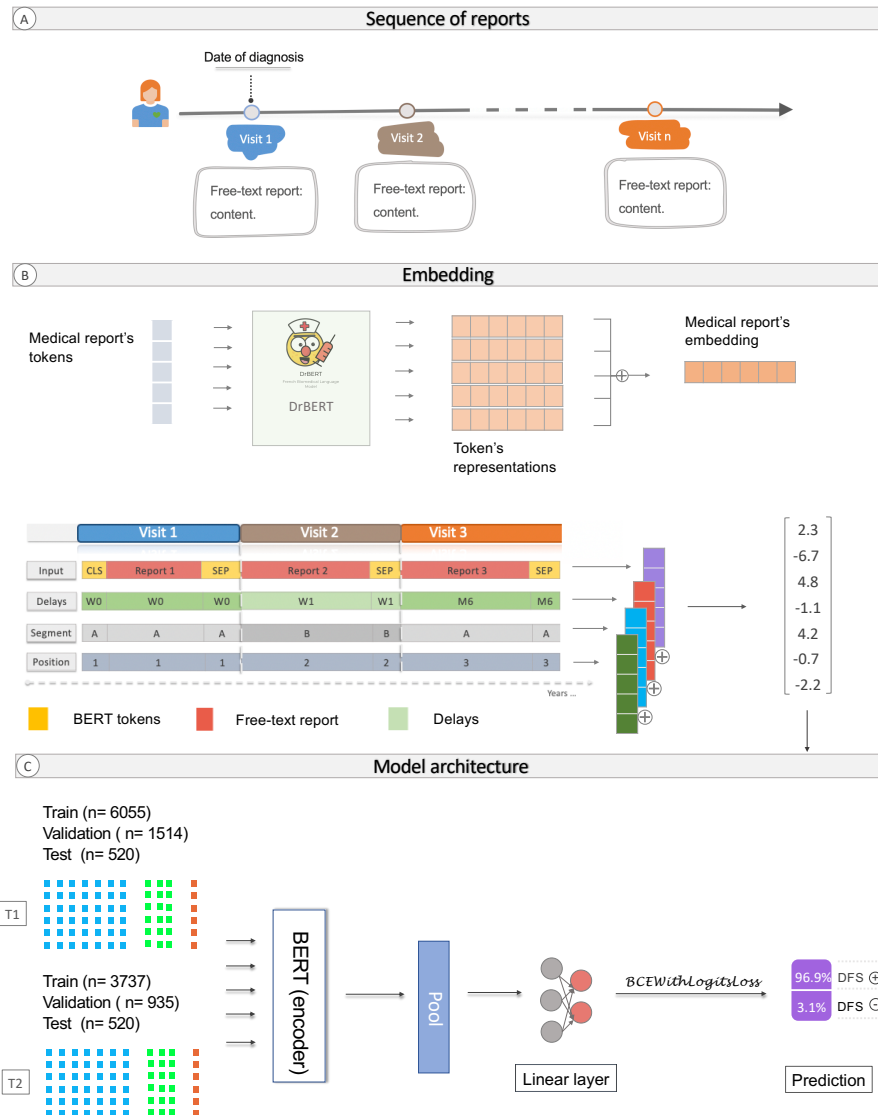 A
Sequence of reports
Date of diagnosis
Visit 1
Visit 2
Visit n
Free-text report:
content.
Free-text report:
content.
Free-text report:
content.
B
Embedding
Medical report's
tokens
DrBERT
French Biomedical Language
Model
DrBERT
Token's
representations
Medical report's
embedding
Visit 1 Visit 2 Visit 3
Input CLS Report 1 SEP Report 2 SEP Report 3 SEP
Delays W0 W0 W0 W1 W1 M6 M6
Segment A A A B B A A
Position 1 1 1 2 2 3 3
Years ...
BERT tokens Free-text report Delays
2.3
-6.7
4.8
-1.1
4.2
-0.7
-2.2
C
Model architecture
Train (n= 6055)
Validation ( n= 1514)
Test (n= 520)
T1
Train (n= 3737)
Validation ( n= 935)
Test (n= 520)
T2
BERT (encoder)
Pool
Linear layer
BCEWithLogitsLoss
96.9% DFS +
3.1% DFS -
Prediction